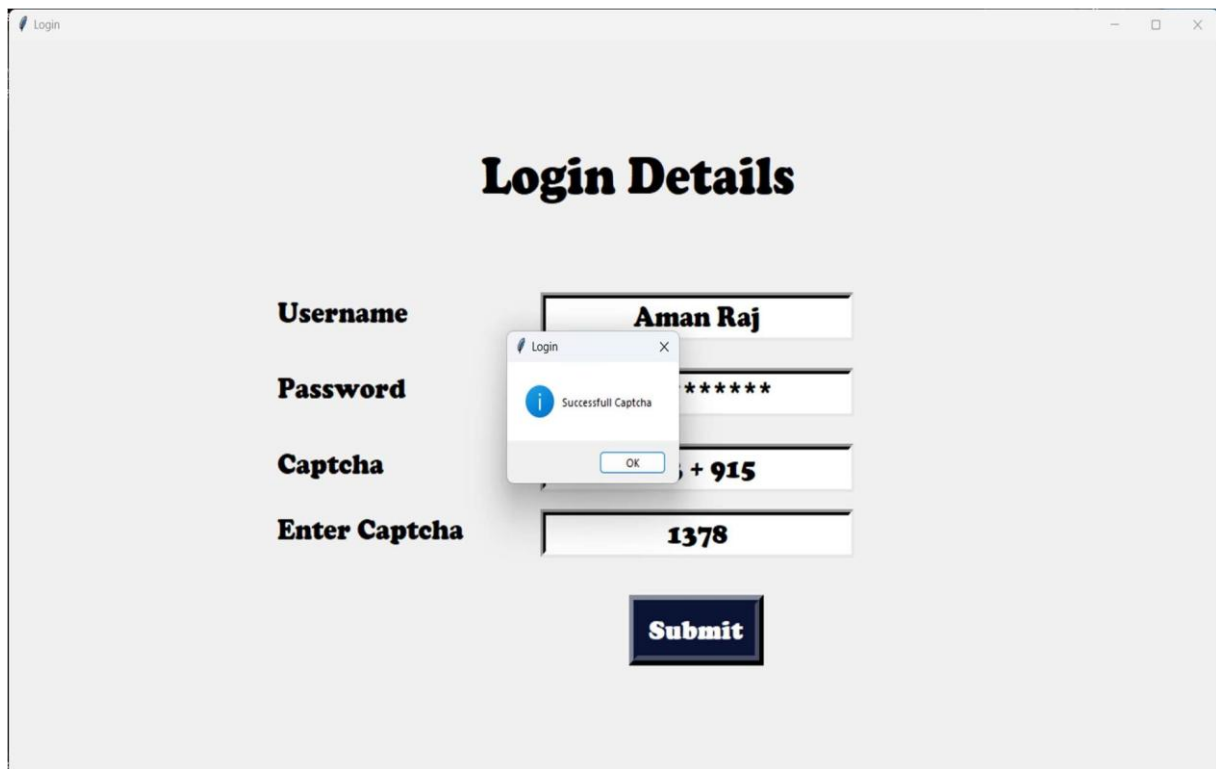 Login
Login Details
Username
Aman Raj
Login
Password
*******
Successfull Captcha
Captcha
+ 915
OK
Enter Captcha
1378
Submit